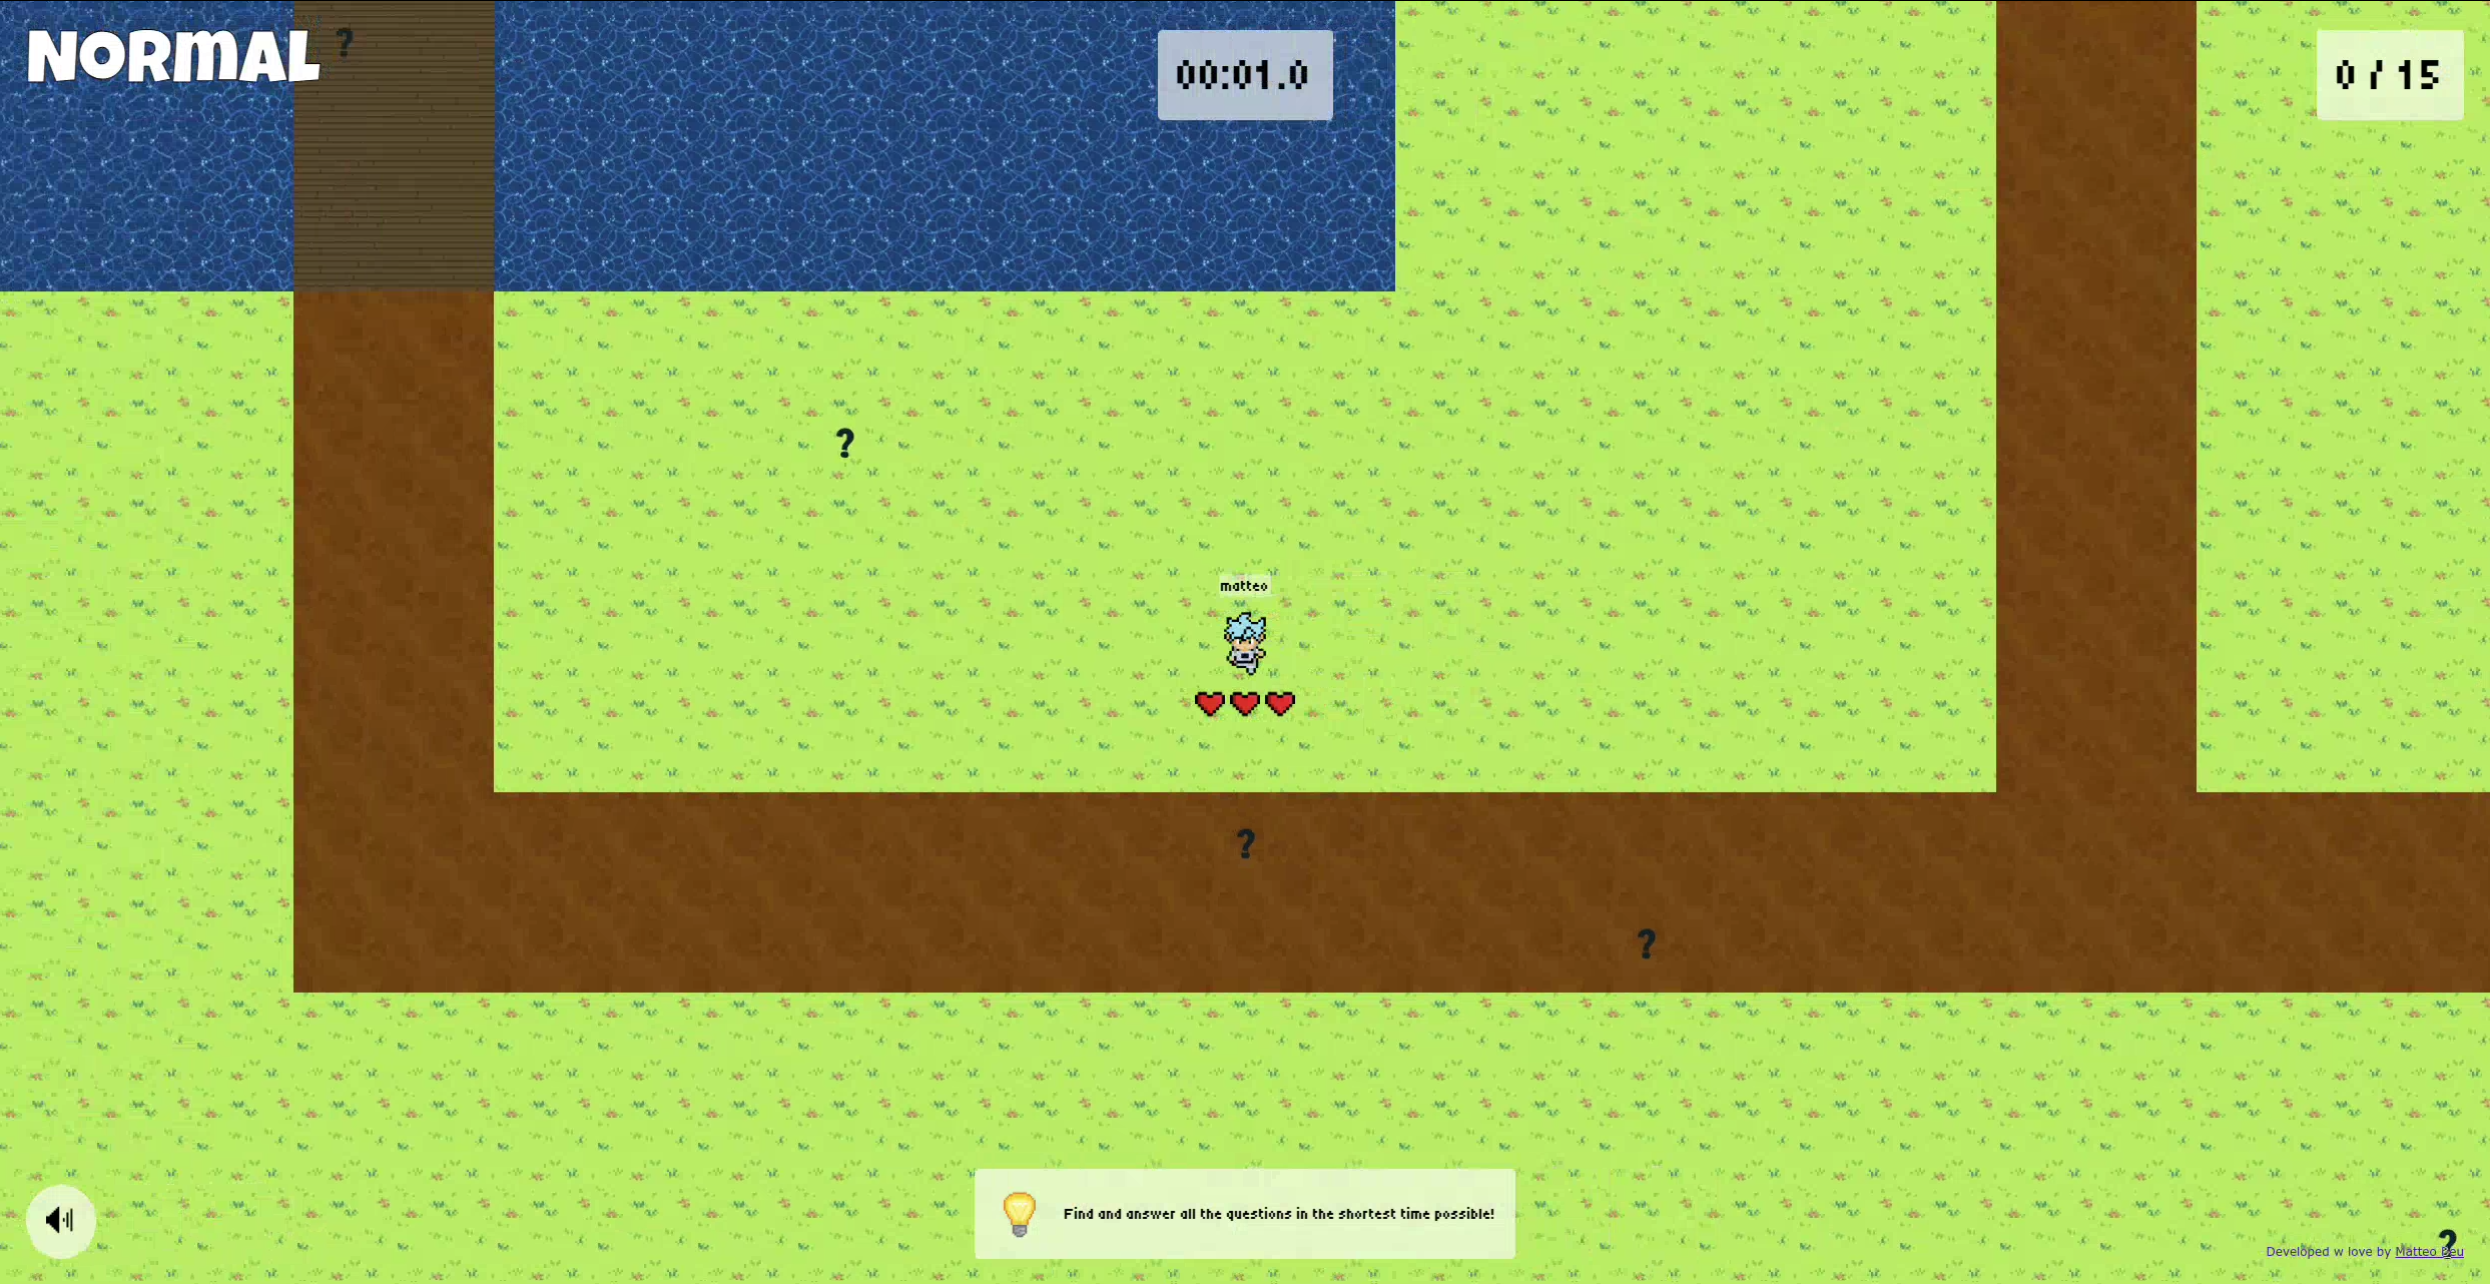 NORMAL
?
00:01.0
0 / 15
?
matteo
?
?
Find and answer all the questions in the shortest time possible!
?
Developed w love by Matteo Beu